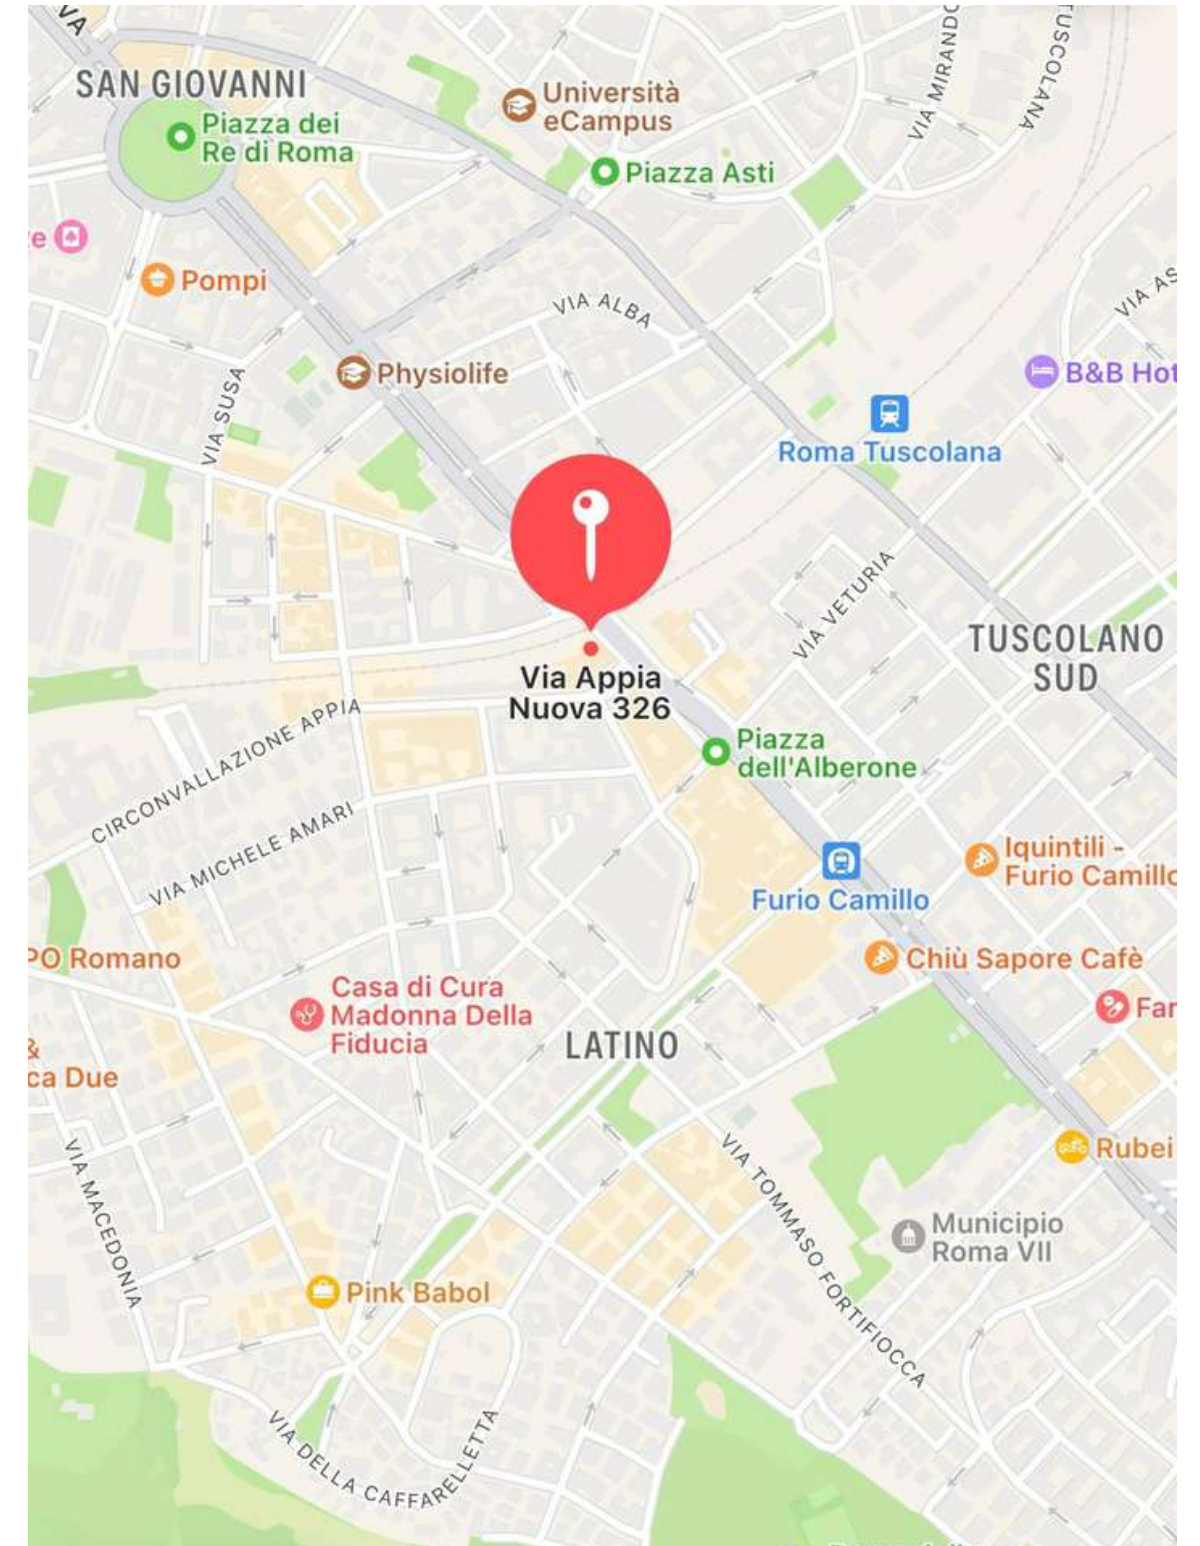 VA
SAN GIOVANNI
Piazza dei
Re di Roma
Università
eCampus
Piazza Asti
VIA MIRANDO
TUSCOLANA
e
Pompi
VIA ALBA
VIA AS
Physiolife
VIA SUSA
B&B Hot
Roma Tuscolana
VIA VETURIA
TUSCOLANO
SUD
Via Appia
Nuova 326
CIRCONVALLAZIONE APPIA
Piazza
dell'Alberone
VIA MICHELE AMARI
Iquintili -
Furio Camillo
Furio Camillo
PO Romano
Chiù Sapore Cafè
Casa di Cura
Madonna Della
Fiducia
Far
LATINO
&
ca Due
VIA MACEDONIA
VIA TOMMASO FORTIFIOCCA
Rubei
Municipio
Roma VII
Pink Babol
VIA DELLA CAFFARELLETTA